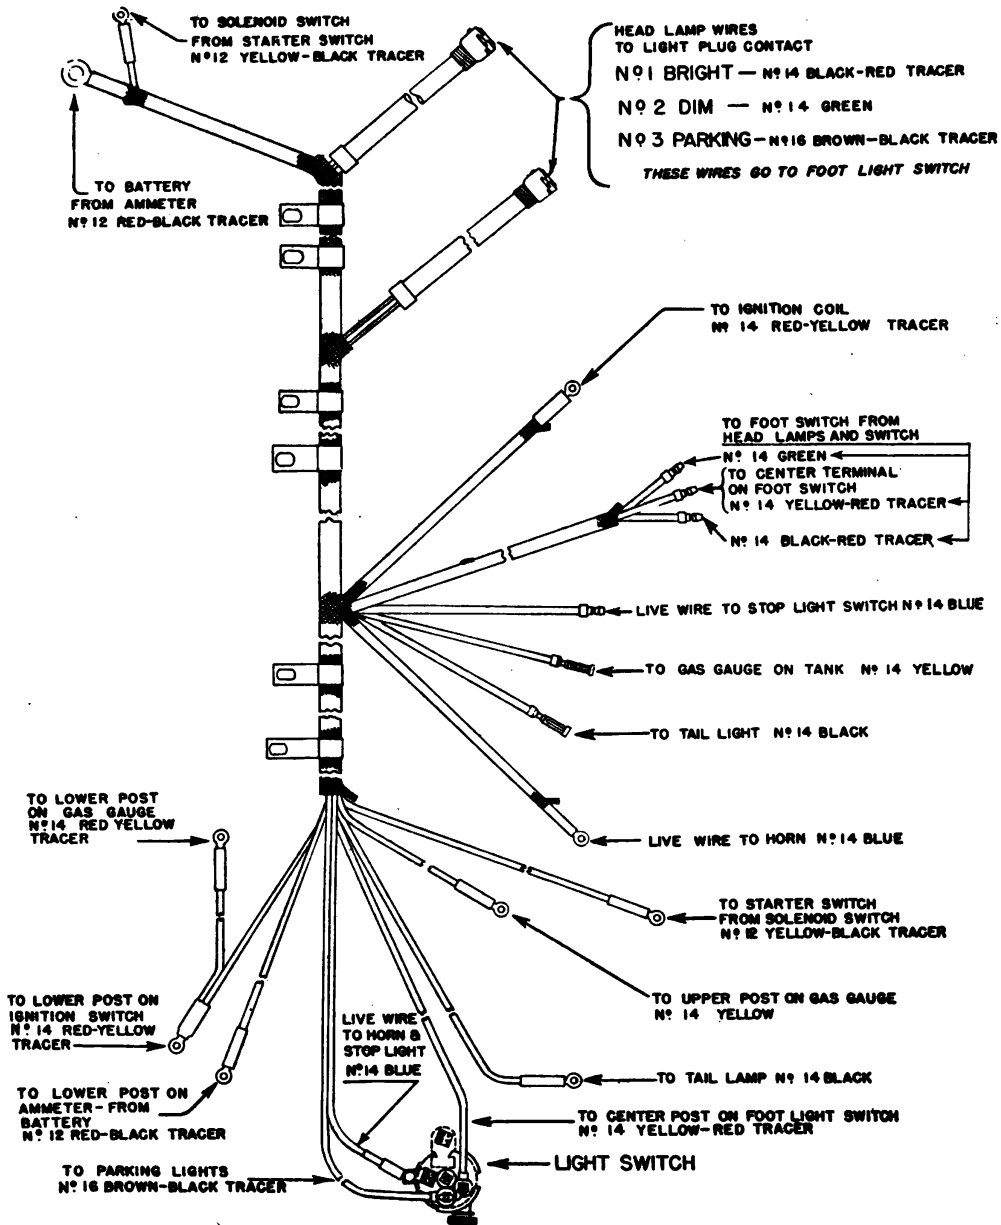 TO SOLENOID SWITCH
FROM STARTER SWITCH
Nº12 YELLOW-BLACK TRACER
HEAD LAMP WIRES
TO LIGHT PLUG CONTACT
Nº1 BRIGHT — Nº14 BLACK-RED TRACER
Nº 2 DIM — Nº 14 GREEN
Nº 3 PARKING-Nº16 BROWN-BLACK TRACER
THESE WIRES GO TO FOOT LIGHT SWITCH
TO BATTERY
FROM AMMETER
Nº 12 RED-BLACK TRACER
TO IGNITION COIL
Nº 14 RED-YELLOW TRACER
TO FOOT SWITCH FROM
HEAD LAMPS AND SWITCH
Nº 14 GREEN
TO CENTER TERMINAL
ON FOOT SWITCH
Nº 14 YELLOW-RED TRACER
Nº 14 BLACK-RED TRACER
LIVE WIRE TO STOP LIGHT SWITCH Nº 14 BLUE
TO GAS GAUGE ON TANK Nº 14 YELLOW
TO TAIL LIGHT Nº 14 BLACK
TO LOWER POST
ON GAS GAUGE
Nº14 RED YELLOW
TRACER
LIVE WIRE TO HORN Nº 14 BLUE
TO STARTER SWITCH
FROM SOLENOID SWITCH
Nº 12 YELLOW-BLACK TRACER
TO LOWER POST ON
IGNITION SWITCH
Nº 14 RED-YELLOW
TRACER
TO UPPER POST ON GAS GAUGE
Nº 14 YELLOW
LIVE WIRE
TO HORN &
STOP LIGHT
Nº14 BLUE
TO TAIL LAMP Nº 14 BLACK
TO LOWER POST ON
AMMETER-FROM
BATTERY
Nº 12 RED-BLACK TRACER
TO CENTER POST ON FOOT LIGHT SWITCH
Nº 14 YELLOW-RED TRACER
LIGHT SWITCH
TO PARKING LIGHTS
Nº 16 BROWN-BLACK TRACER